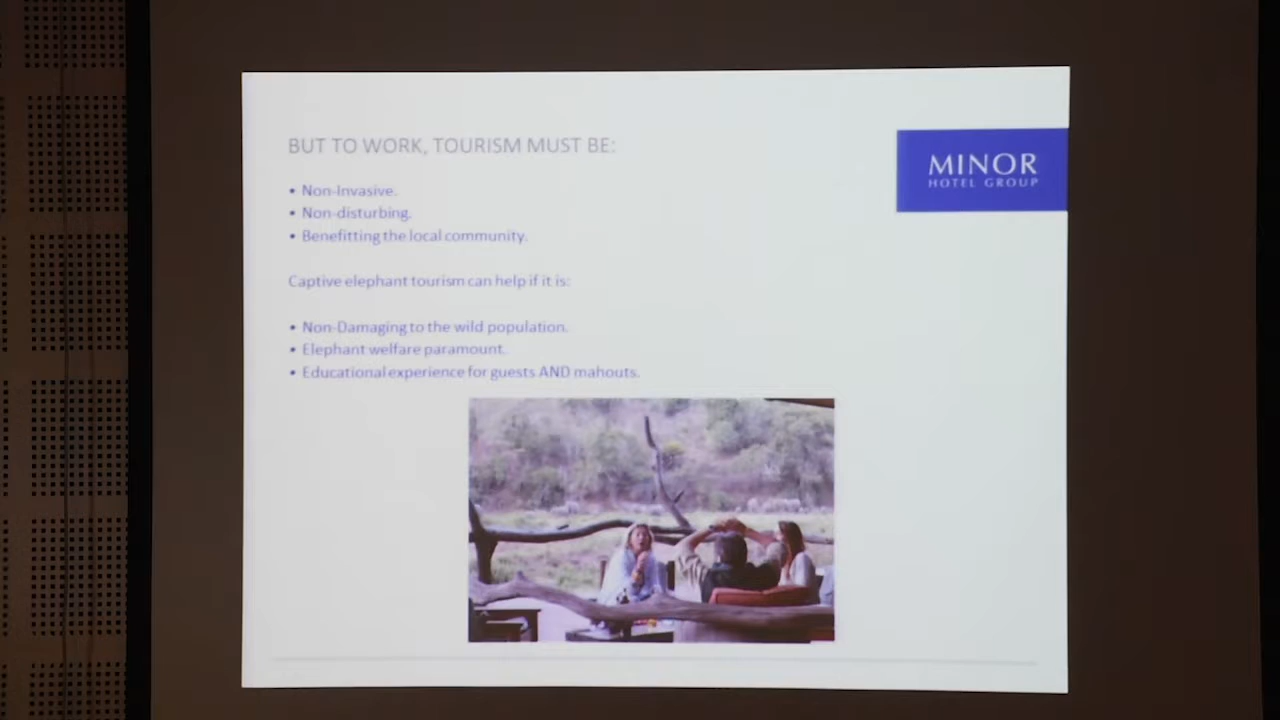 BUT TO WORK, TOURISM MUST BE:
MINOR
HOTEL GROUP
• Non-Invasive.
• Non-disturbing.
• Benefitting the local community.
Captive elephant tourism can help if it is:
• Non-Damaging to the wild population.
• Elephant welfare paramount.
• Educational experience for guests AND mahouts.